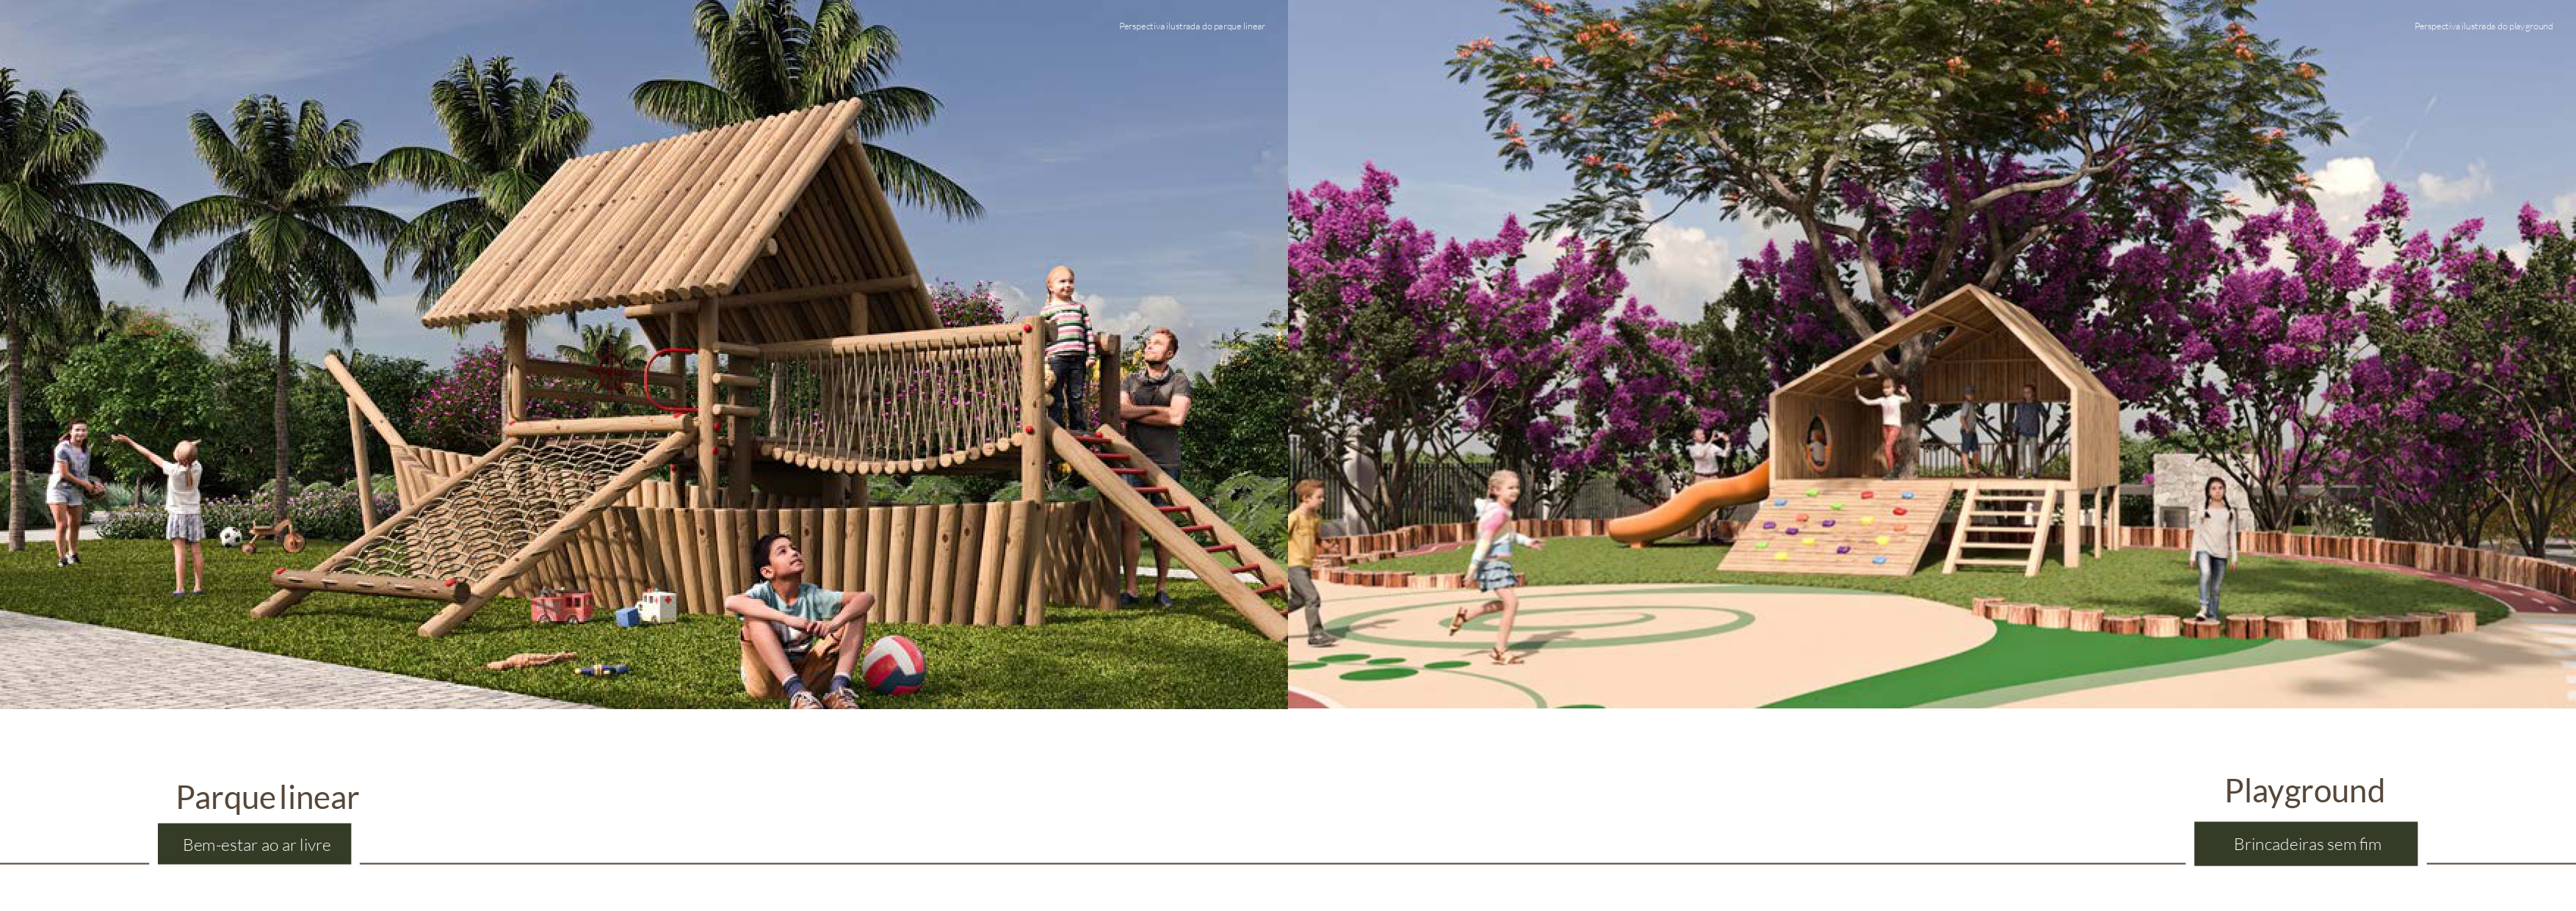 Perspectiva ilustrada do parque linear
Perspectiva ilustrada do playground
Parque linear
Bem-estar ao ar livre
Playground
Brincadeiras sem fim